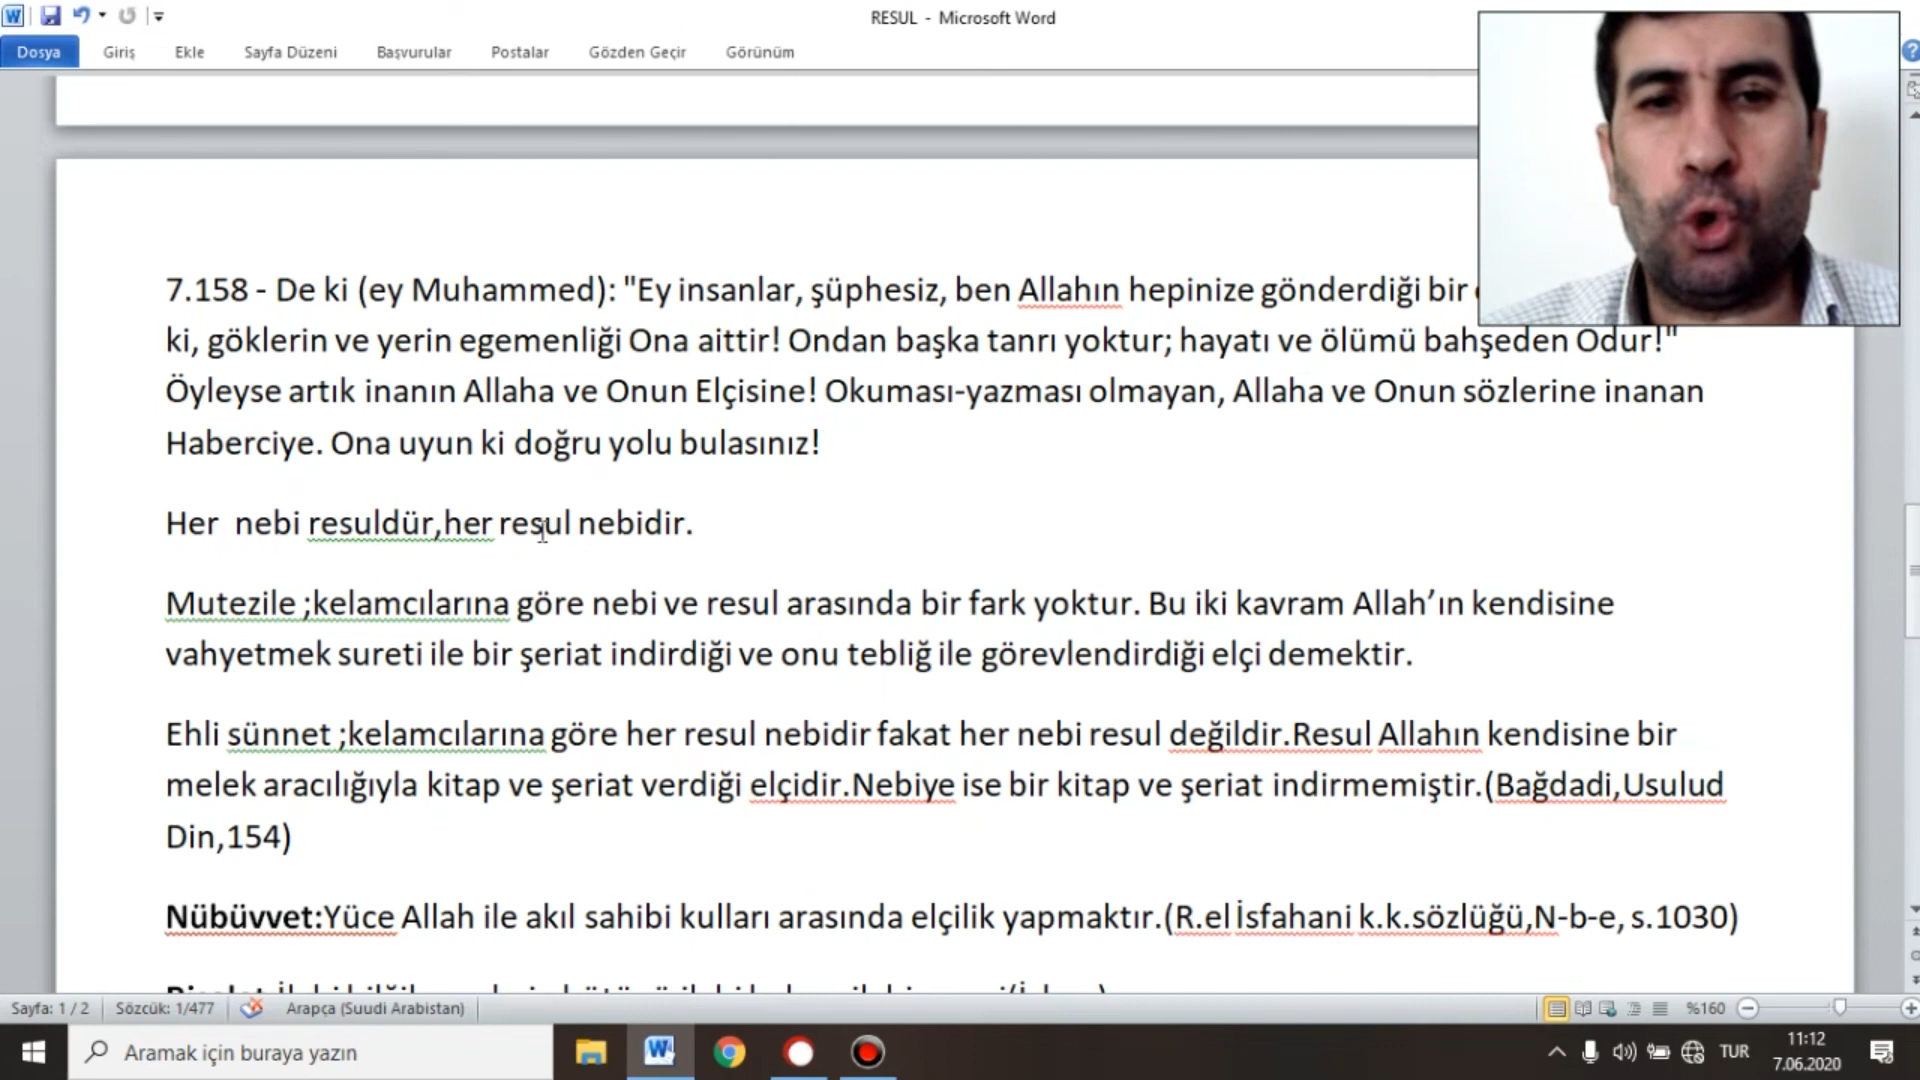 RESUL - Microsoft Word
Dosya Giriş Ekle Sayfa Düzeni Başvurular Postalar Gözden Geçir Görünüm
7.158 - De ki (ey Muhammed): "Ey insanlar, şüphesiz, ben Allahın hepinize gönderdiği bir
ki, göklerin ve yerin egemenliği Ona aittir! Ondan başka tanrı yoktur; hayatı ve ölümü bahşeden Odur!"
Öyleyse artık inanın Allaha ve Onun Elçisine! Okuması-yazması olmayan, Allaha ve Onun sözlerine inanan
Haberciye. Ona uyun ki doğru yolu bulasınız!
Her nebi resuldür,her resul nebidir.
Mutezile ;kelamcılarına göre nebi ve resul arasında bir fark yoktur. Bu iki kavram Allah’ın kendisine
vahyetmek sureti ile bir şeriat indirdiği ve onu tebliğ ile görevlendirdiği elçi demektir.
Ehli sünnet ;kelamcılarına göre her resul nebidir fakat her nebi resul değildir.Resul Allahın kendisine bir
melek aracılığıyla kitap ve şeriat verdiği elçidir.Nebiye ise bir kitap ve şeriat indirmemiştir.(Bağdadi,Usulud
Din,154)
Nübüvvet:Yüce Allah ile akıl sahibi kulları arasında elçilik yapmaktır.(R.el İsfahani k.k.sözlüğü,N-b-e, s.1030)
Sayfa: 1 / 2 Sözcük: 1/477 Arapça (Suudi Arabistan) %160
Aramak için buraya yazın TUR 11:12
7.06.2020